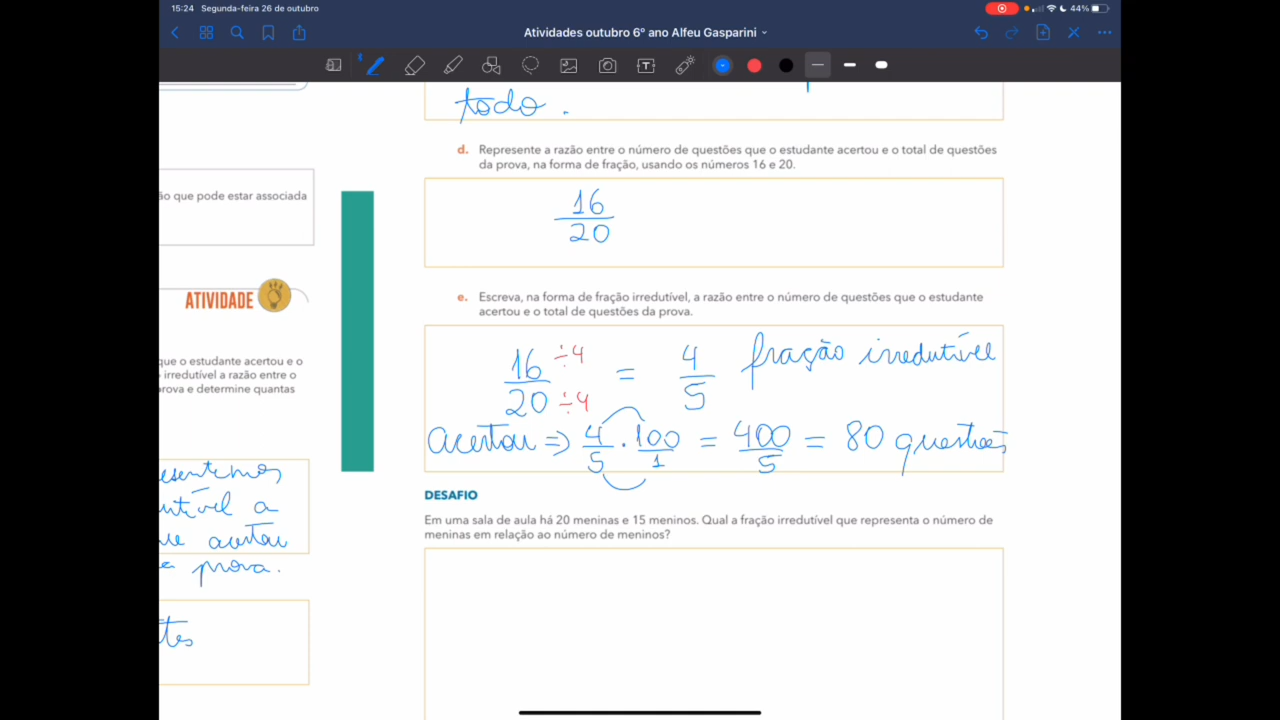 15:24 Segunda-feira 26 de outubro
44%
Atividades outubro 6º ano Alfeu Gasparini
todo.
d. Represente a razão entre o número de questões que o estudante acertou e o total de questões
da prova, na forma de fração, usando os números 16 e 20.
16
20
e. Escreva, na forma de fração irredutível, a razão entre o número de questões que o estudante
acertou e o total de questões da prova.
16 ÷4 = 4 fração irredutível
20 ÷4 5
acertou ⇒ 4/5 . 100/1 = 400/5 = 80 questões
DESAFIO
Em uma sala de aula há 20 meninas e 15 meninos. Qual a fração irredutível que representa o número de
meninas em relação ao número de meninos?
ão que pode estar associada
ATIVIDADE
que o estudante acertou e o
irredutível a razão entre o
prova e determine quantas
esentemos
utível a
ue acertou
a prova.
tes